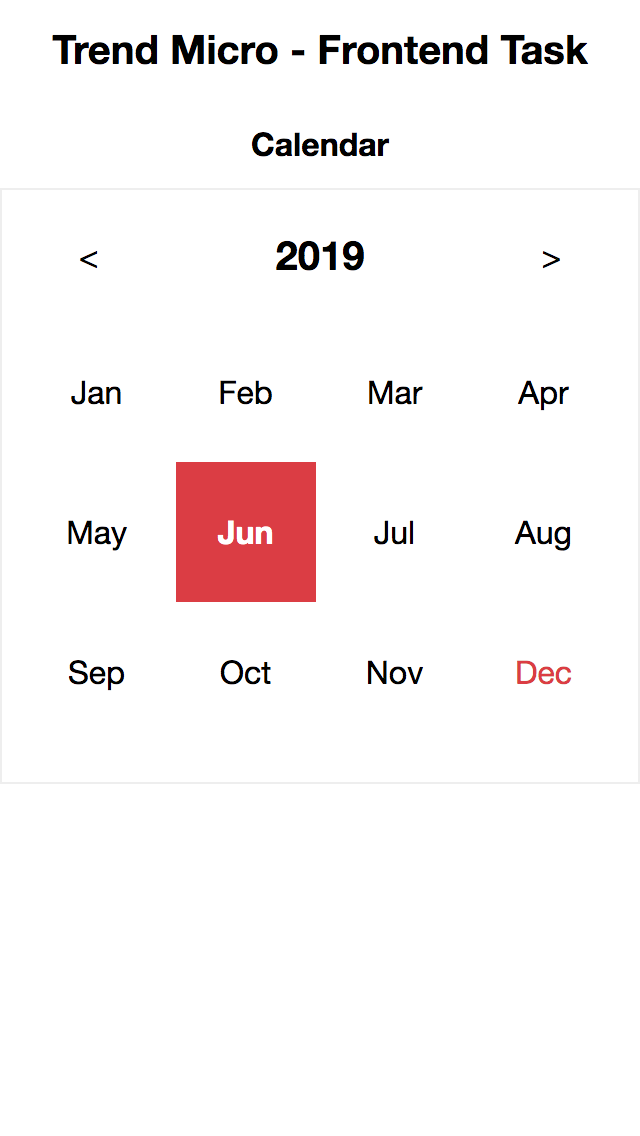 Trend Micro - Frontend Task
Calendar
< 2019 >
Jan Feb Mar Apr
May Jun Jul Aug
Sep Oct Nov Dec